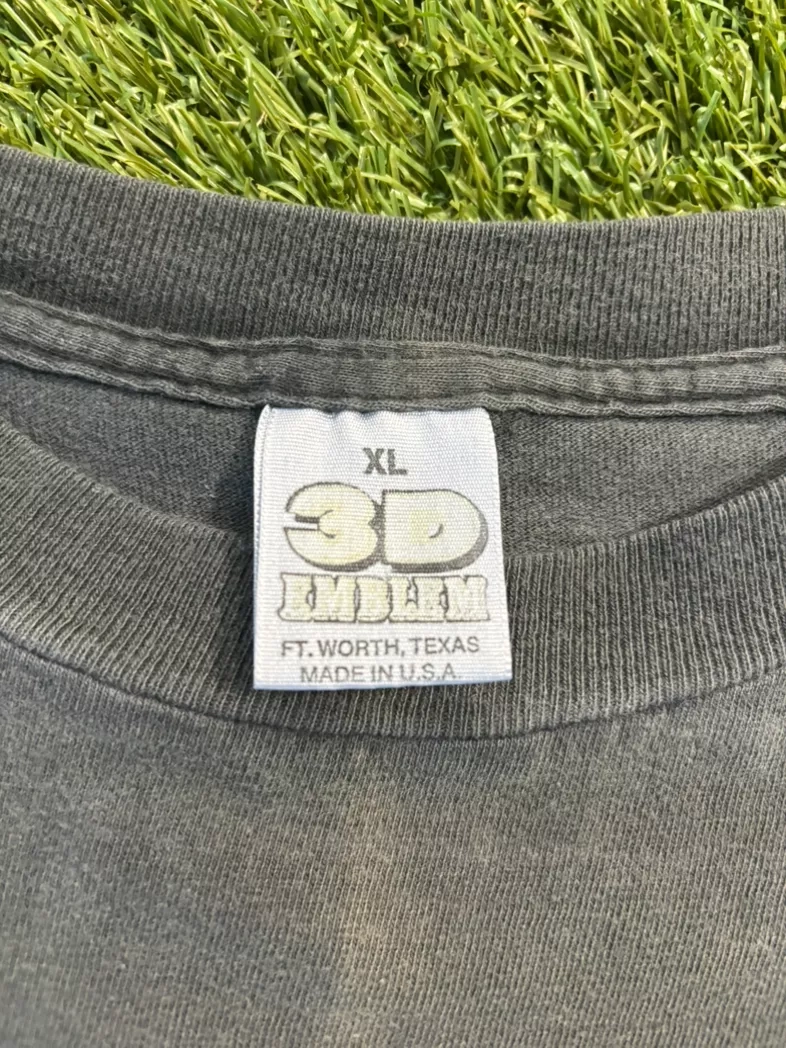 XL
3D
EMBLEM
FT. WORTH, TEXAS
MADE IN U.S.A.